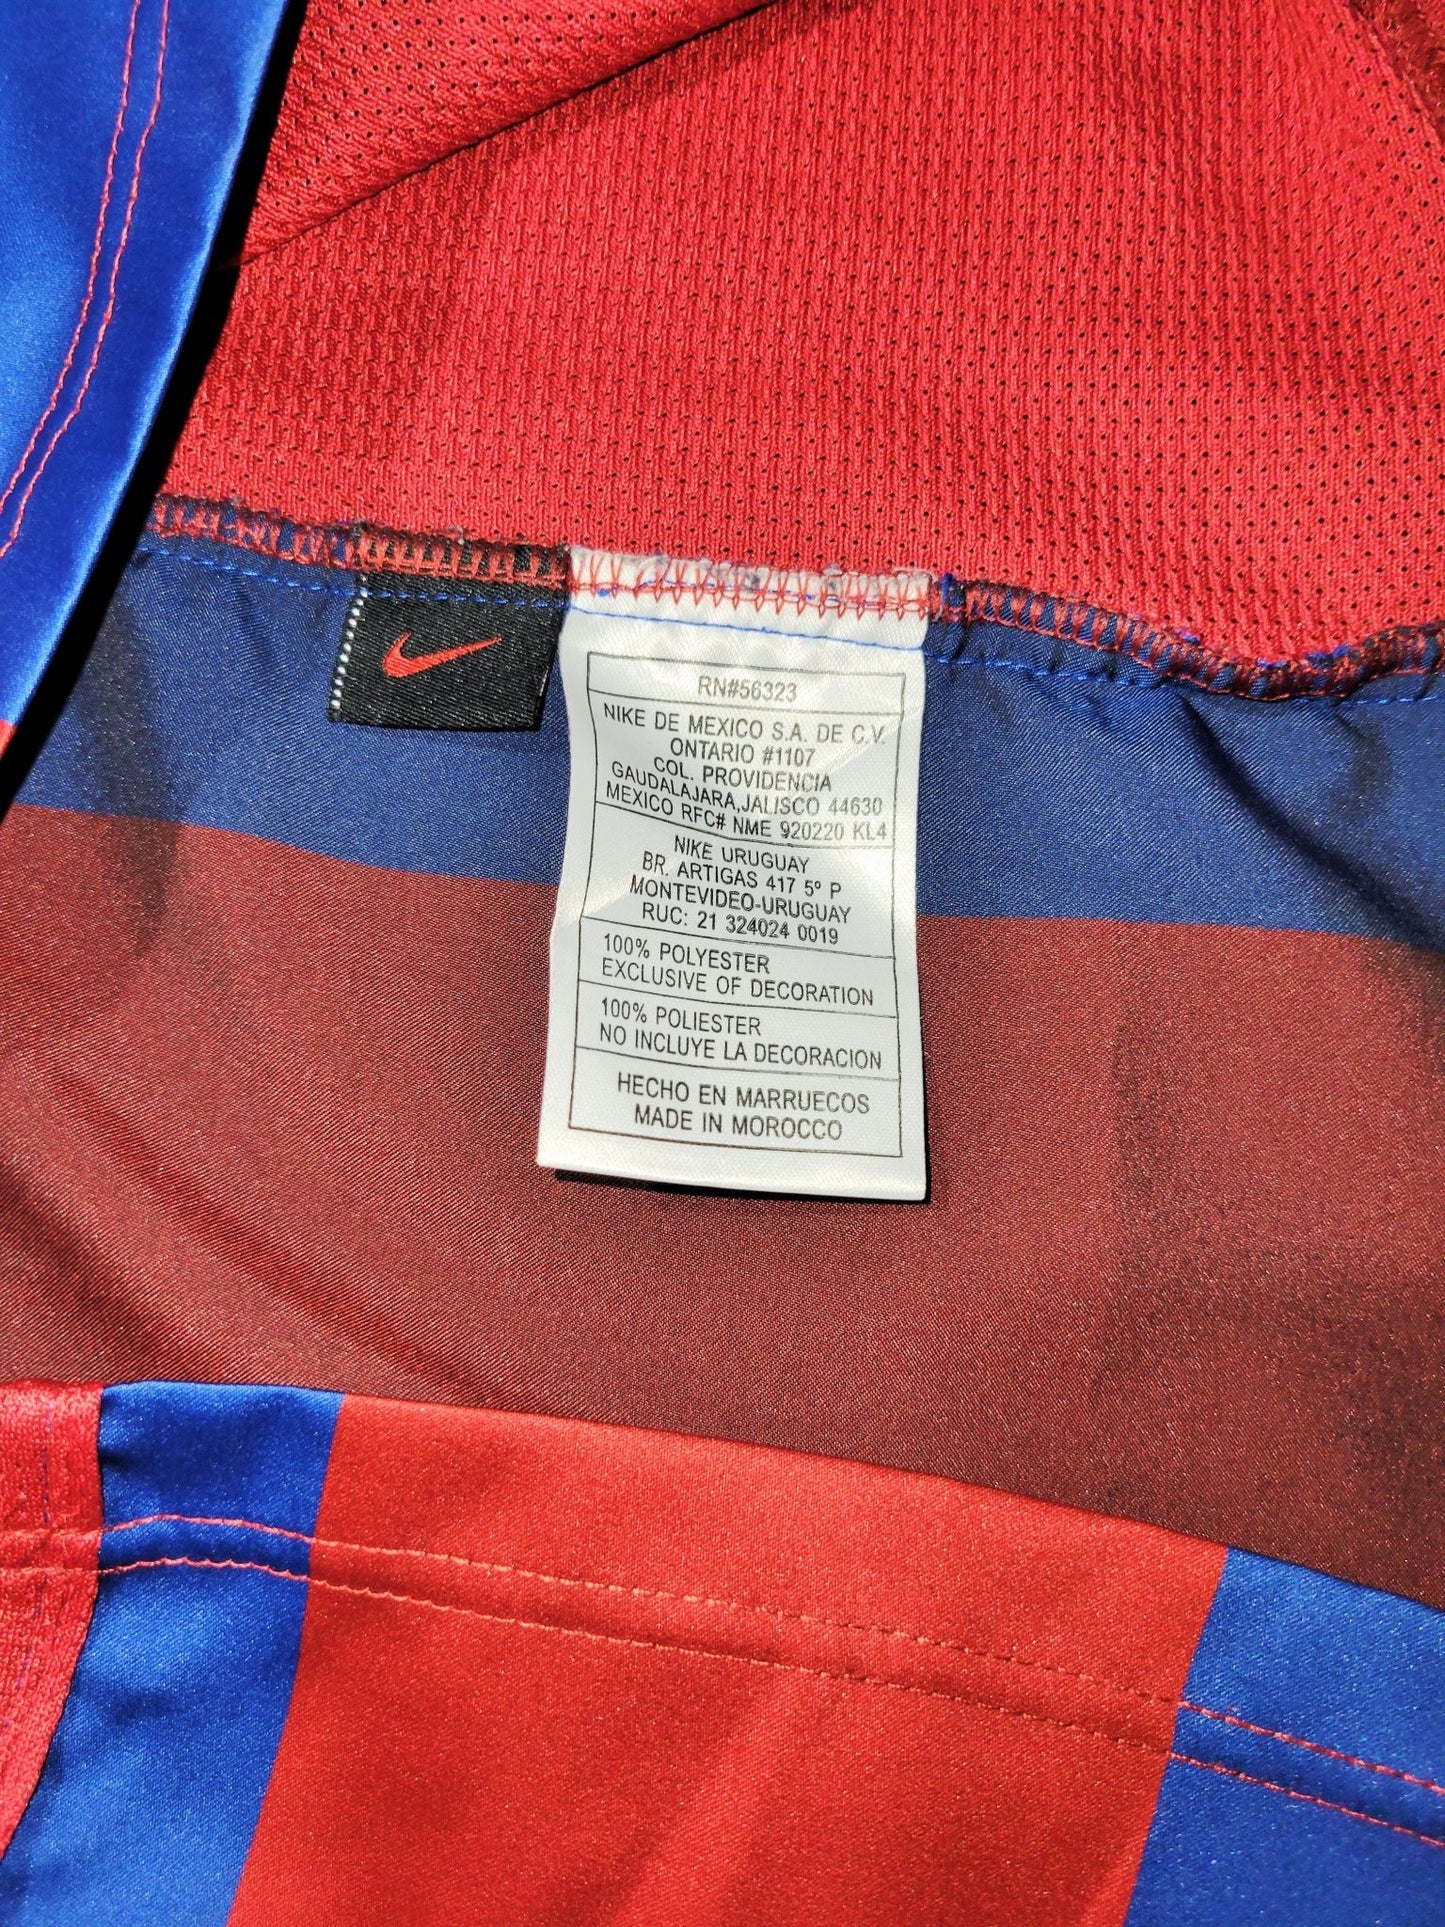 RN#56323
NIKE DE MEXICO S.A. DE C.V.
ONTARIO #1107
COL. PROVIDENCIA
GAUDALAJARA,JALISCO 44630
MEXICO RFC# NME 920220 KL4
NIKE URUGUAY
BR. ARTIGAS 417 5º P
MONTEVIDEO-URUGUAY
RUC: 21 324024 0019
100% POLYESTER
EXCLUSIVE OF DECORATION
100% POLIESTER
NO INCLUYE LA DECORACION
HECHO EN MARRUECOS
MADE IN MOROCCO